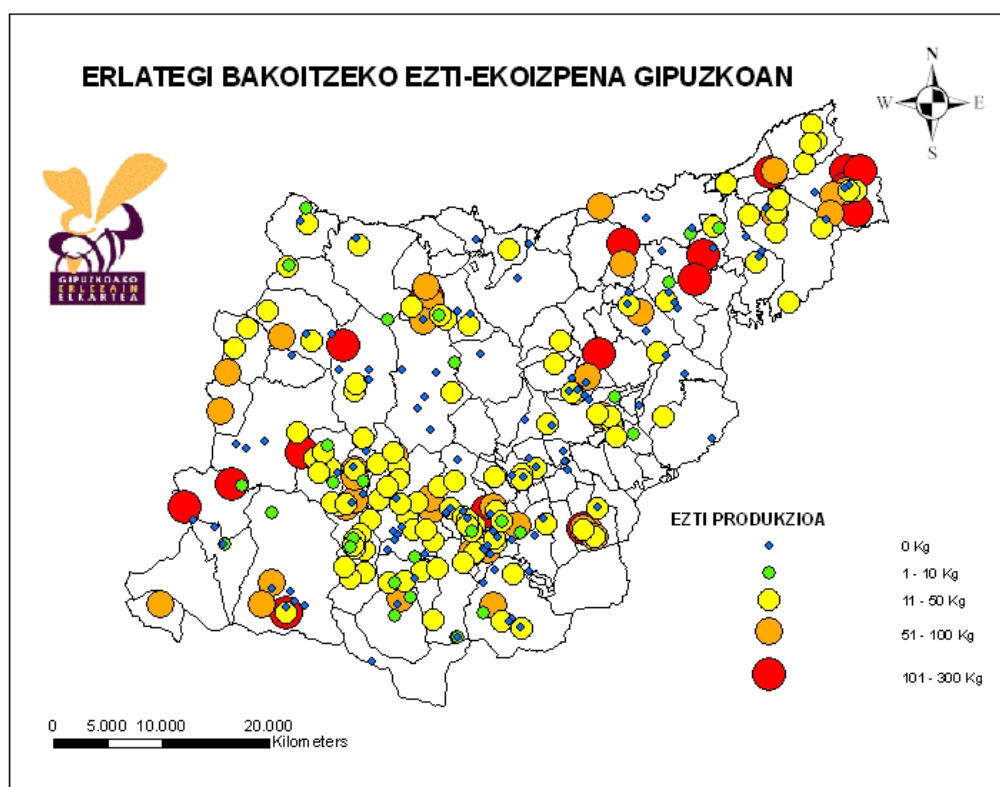 ERLATEGI BAKOITZEKO EZTI-EKOIZPENA GIPUZKOAN
N
W E
S
GIPUZKOAKO
ERLEZAIN
ELKARTEA
EZTI PRODUKZIOA
0 Kg
1 - 10 Kg
11 - 50 Kg
51 - 100 Kg
101 - 300 Kg
0 5.000 10.000 20.000
Kilometers